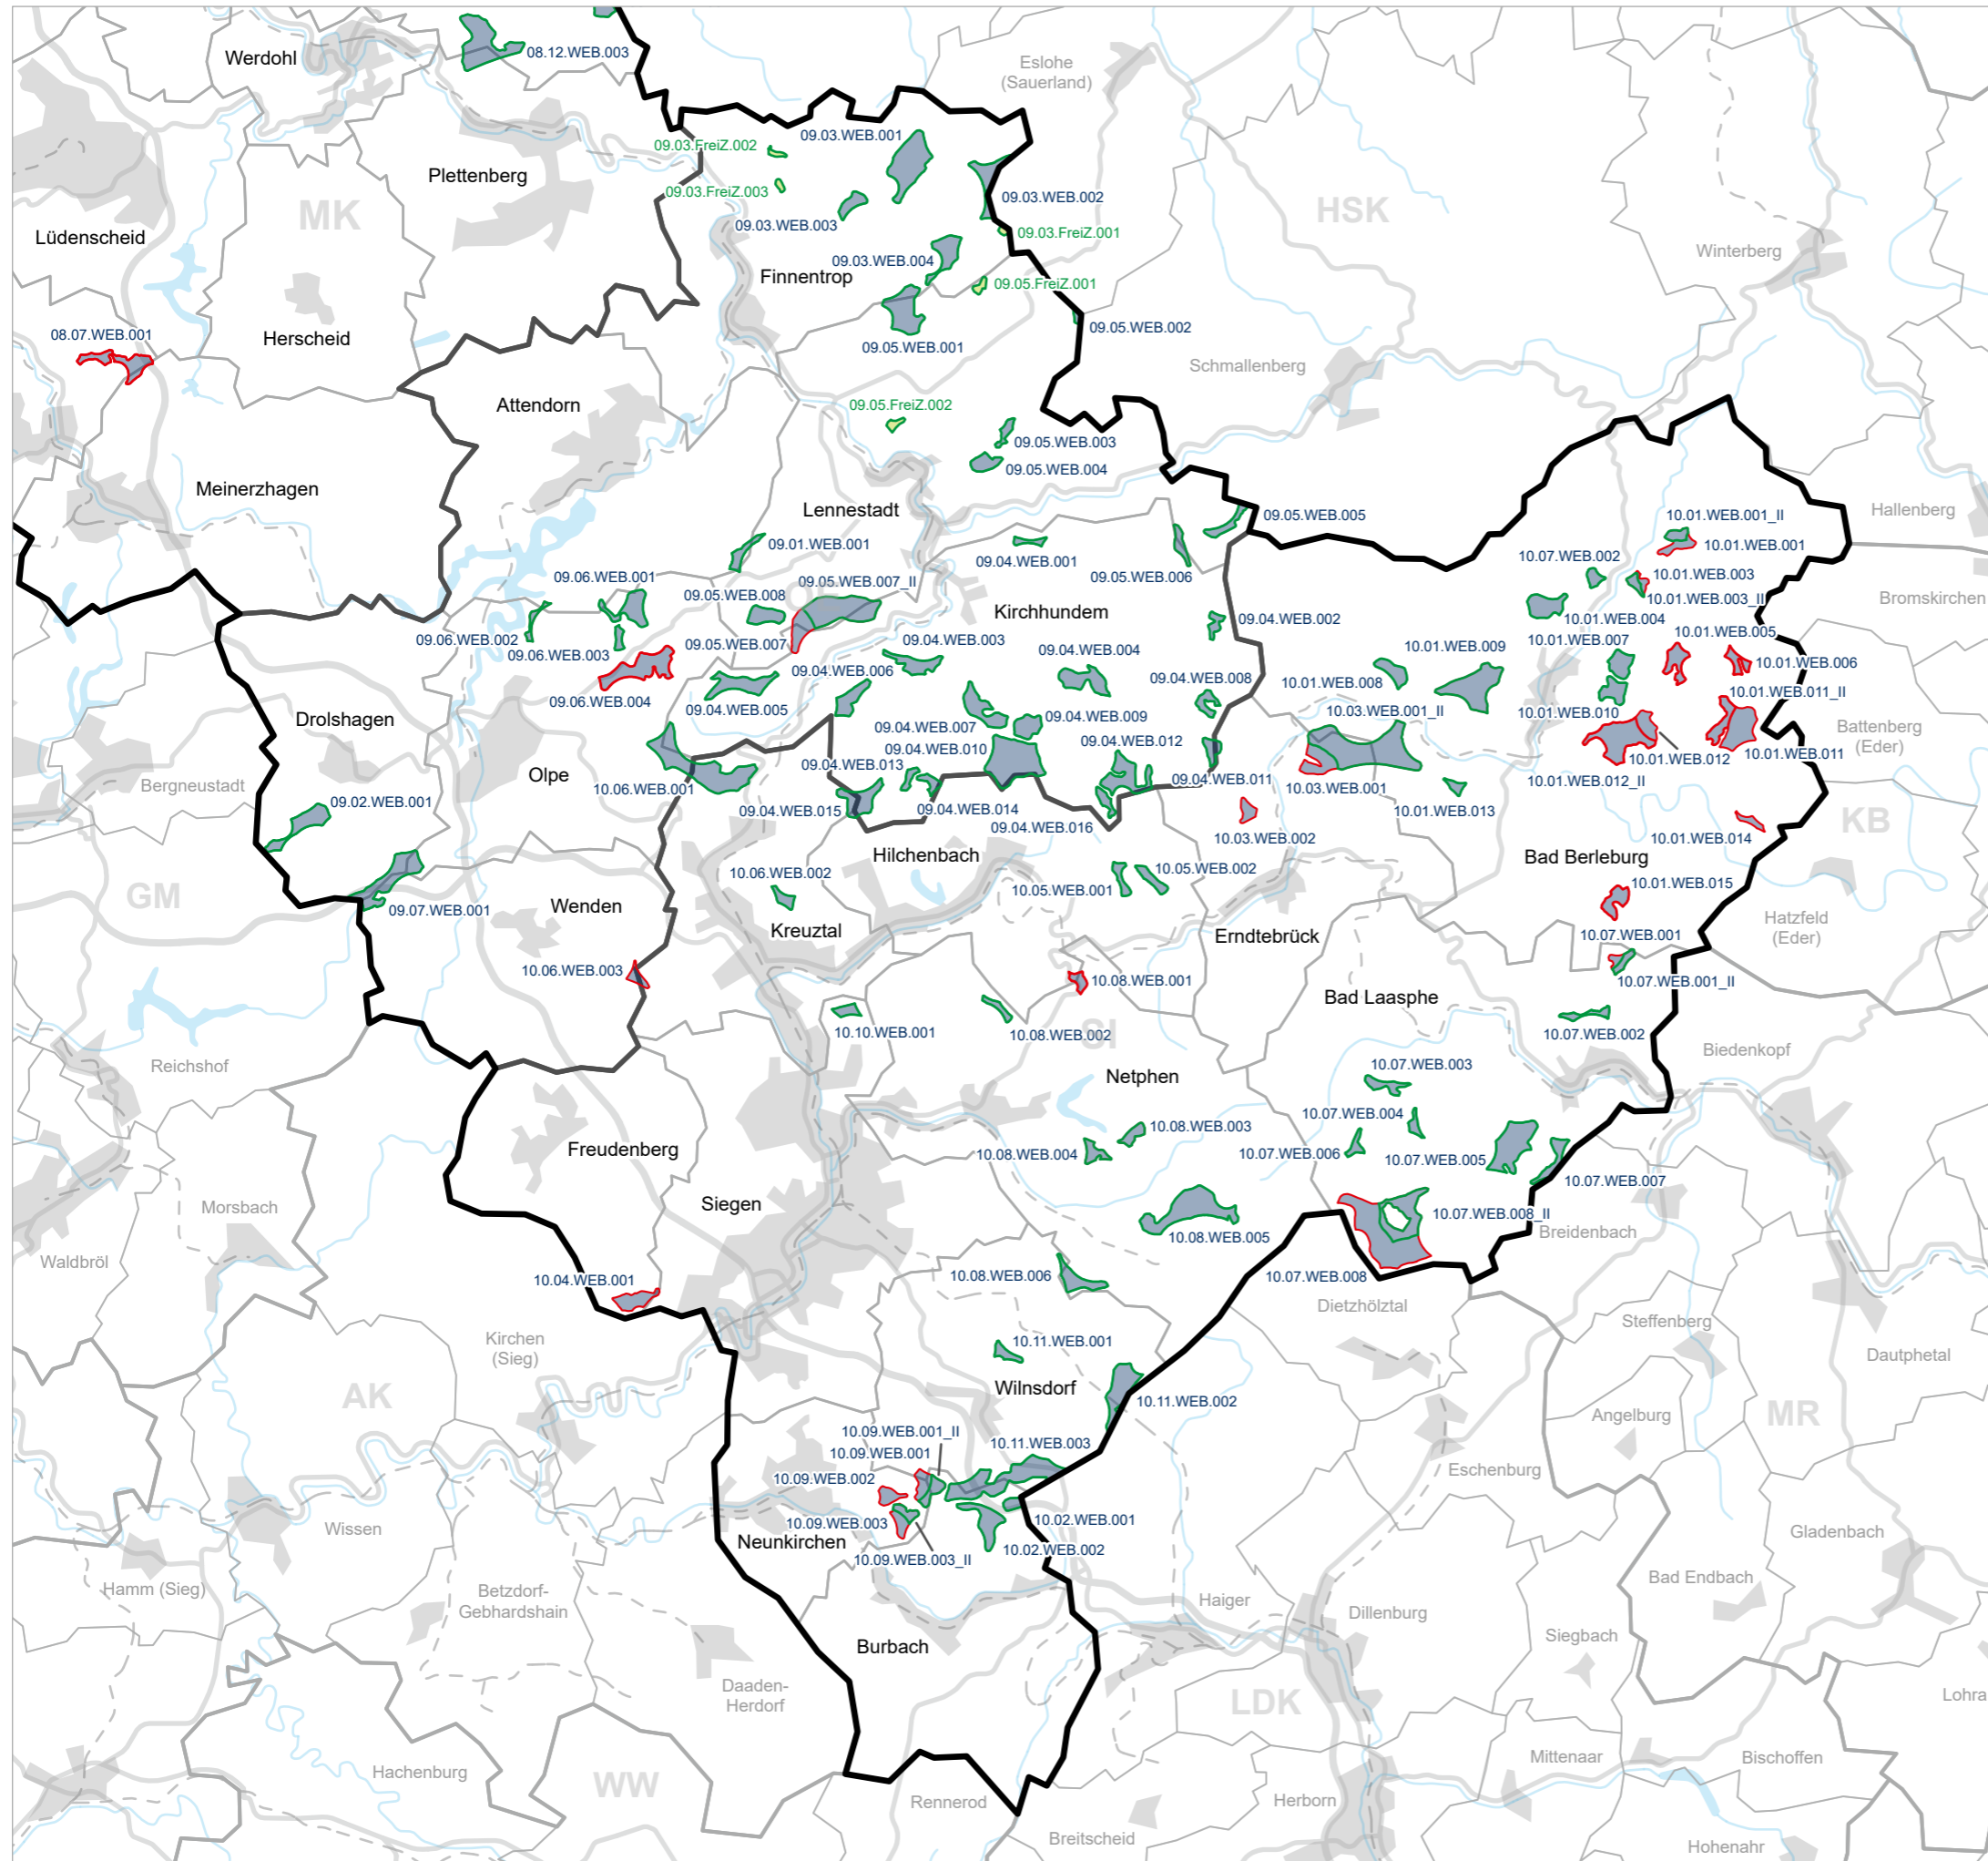 Werdohl
08.12.WEB.003
Eslohe
(Sauerland)
09.03.WEB.001
09.03.FreiZ.002
Plettenberg
09.03.FreiZ.003
09.03.WEB.002
MK
HSK
09.03.WEB.003
09.03.FreiZ.001
Lüdenscheid
Winterberg
09.03.WEB.004
Finnentrop
09.05.FreiZ.001
08.07.WEB.001
Herscheid
09.05.WEB.002
09.05.WEB.001
Schmallenberg
Attendorn
09.05.FreiZ.002
09.05.WEB.003
09.05.WEB.004
Meinerzhagen
Lennestadt
Hallenberg
09.05.WEB.005
10.01.WEB.001_II
09.01.WEB.001
10.01.WEB.001
09.04.WEB.001
10.07.WEB.002
09.06.WEB.001
09.05.WEB.007_II
09.05.WEB.006
10.01.WEB.003
OE
09.05.WEB.008
10.01.WEB.003_II
Bromskirchen
Kirchhundem
09.04.WEB.002
10.01.WEB.004
09.06.WEB.002
09.05.WEB.007
09.04.WEB.003
10.01.WEB.007
10.01.WEB.005
09.06.WEB.003
09.04.WEB.004
10.01.WEB.009
10.01.WEB.006
09.04.WEB.006
09.04.WEB.008
10.01.WEB.008
10.01.WEB.011_II
09.06.WEB.004
09.04.WEB.005
10.01.WEB.010
10.03.WEB.001_II
Drolshagen
09.04.WEB.007
09.04.WEB.009
Battenberg
(Eder)
09.04.WEB.010
09.04.WEB.012
10.01.WEB.012
10.01.WEB.011
09.04.WEB.013
Olpe
09.04.WEB.011
10.01.WEB.012_II
Bergneustadt
10.06.WEB.001
10.03.WEB.001
09.02.WEB.001
09.04.WEB.015
09.04.WEB.014
10.01.WEB.013
KB
09.04.WEB.016
10.03.WEB.002
10.01.WEB.014
Hilchenbach
Bad Berleburg
10.06.WEB.002
10.05.WEB.001
10.05.WEB.002
10.01.WEB.015
GM
09.07.WEB.001
Wenden
Hatzfeld
(Eder)
Kreuztal
Erndtebrück
10.07.WEB.001
10.06.WEB.003
10.08.WEB.001
10.07.WEB.001_II
Bad Laasphe
10.10.WEB.001
10.08.WEB.002
10.07.WEB.002
SI
Reichshof
Biedenkopf
10.07.WEB.003
Netphen
10.07.WEB.004
10.08.WEB.003
Freudenberg
10.08.WEB.004
10.07.WEB.006
10.07.WEB.005
10.07.WEB.007
Morsbach
Siegen
10.07.WEB.008_II
Breidenbach
10.08.WEB.005
Waldbröl
10.04.WEB.001
10.08.WEB.006
10.07.WEB.008
Dietzhölztal
Steffenberg
Kirchen
(Sieg)
10.11.WEB.001
Dautphetal
Wilnsdorf
AK
10.11.WEB.002
MR
Angelburg
10.09.WEB.001_II
10.11.WEB.003
10.09.WEB.001
Eschenburg
10.09.WEB.002
10.02.WEB.001
10.09.WEB.003
Wissen
Gladenbach
Neunkirchen
10.02.WEB.002
10.09.WEB.003_II
Hamm (Sieg)
Betzdorf-
Gebhardshain
Bad Endbach
Haiger
Dillenburg
Siegbach
Burbach
Daaden-
Herdorf
LDK
Lohra
Mittenaar
Bischoffen
Hachenburg
WW
Rennerod
Herborn
Breitscheid
Hohenahr